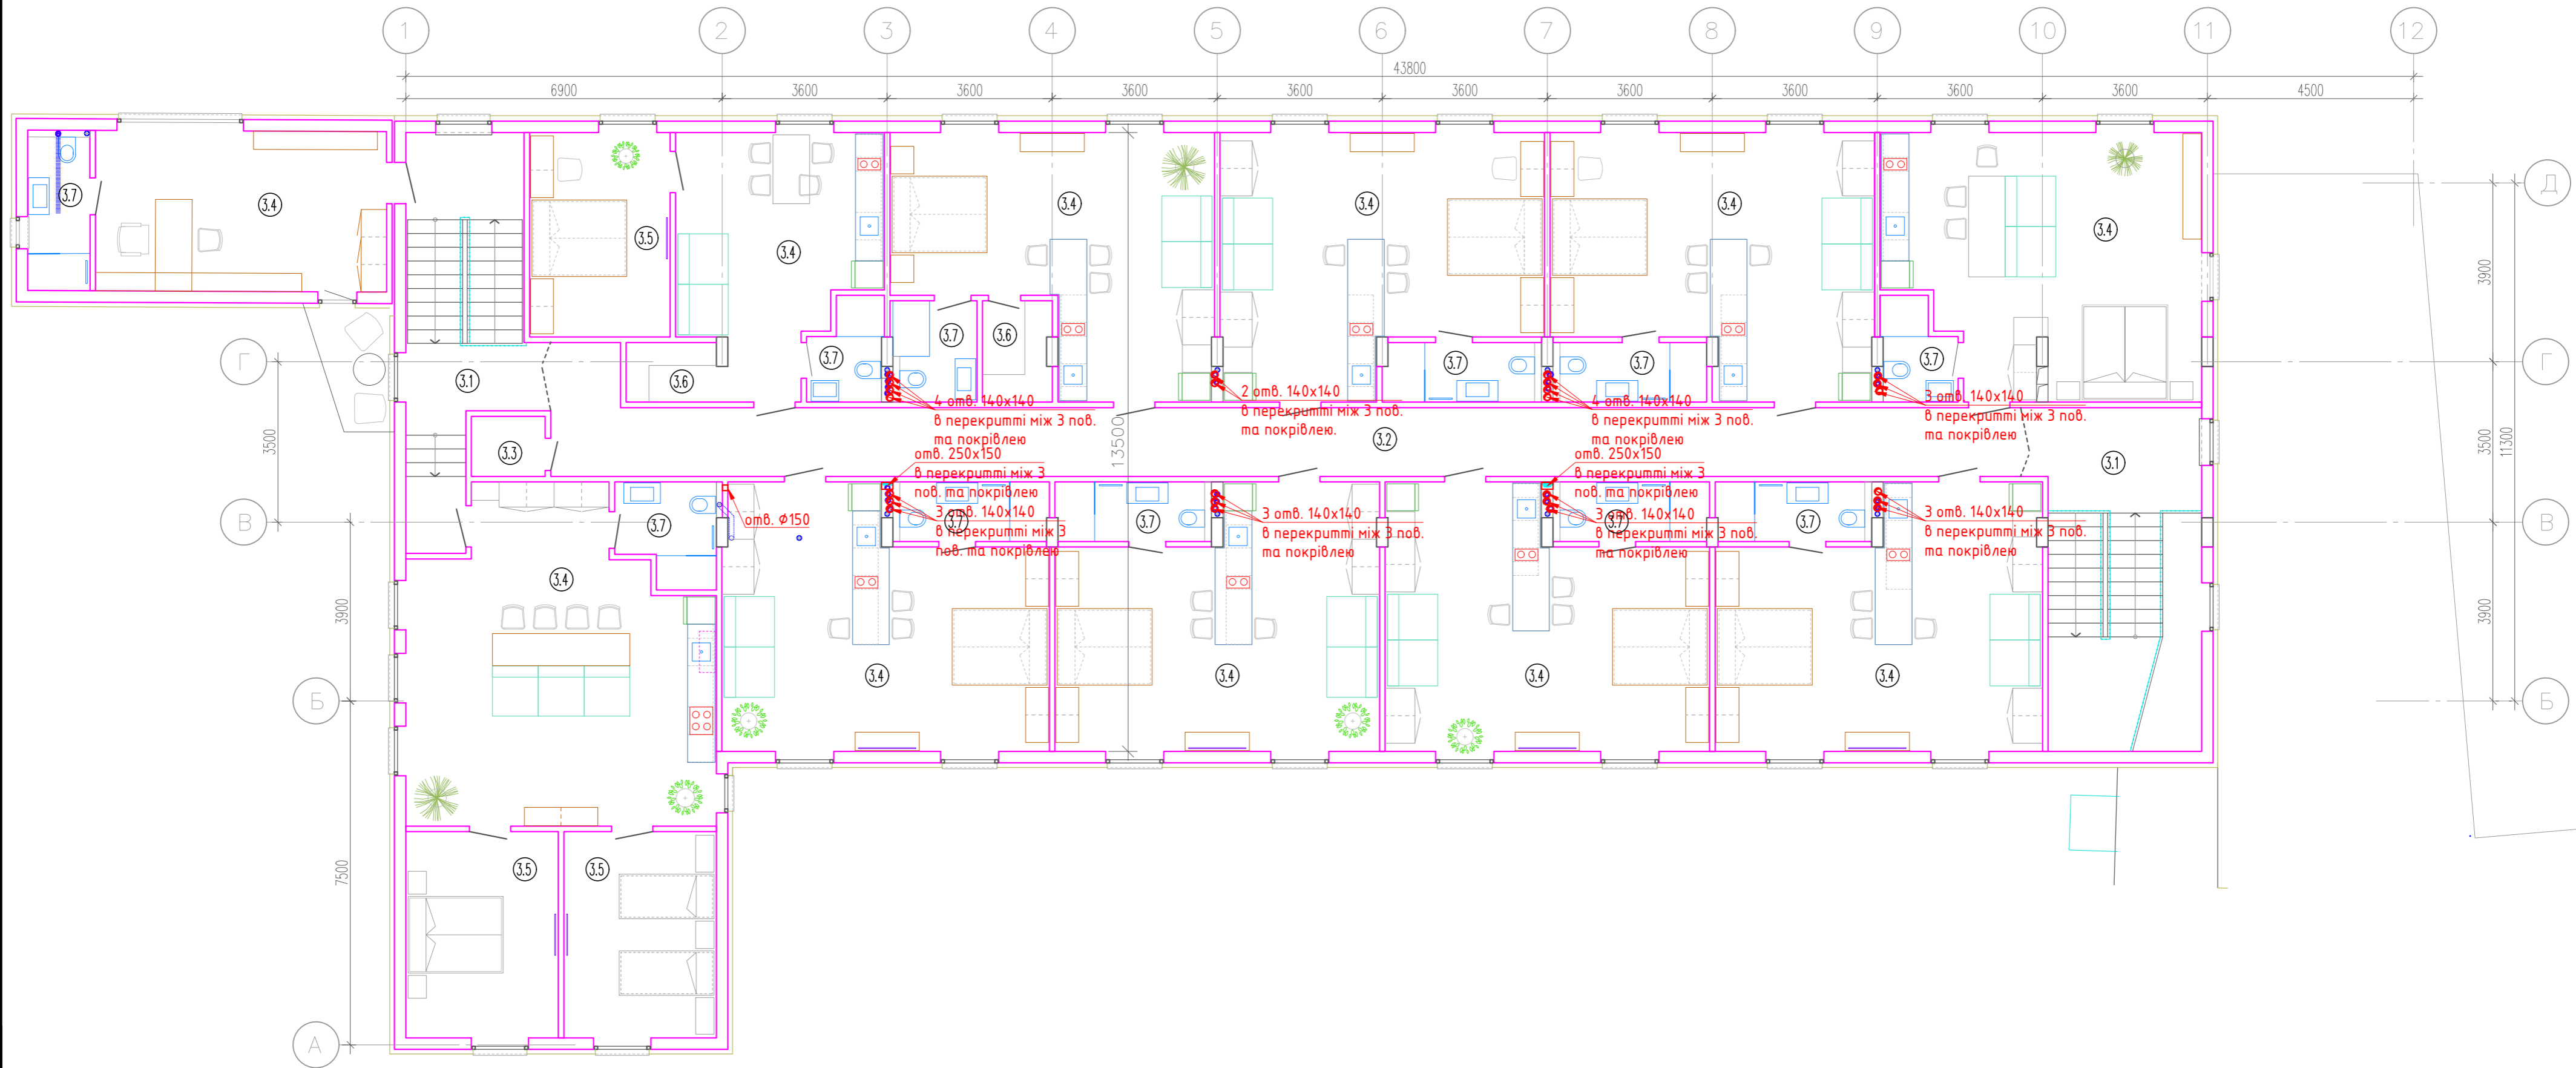 1 2 3 4 5 6 7 8 9 10 11 12
43800
6900 3600 3600 3600 3600 3600 3600 3600 3600 3600 4500
Д
3.7
3.4
3.5
3.4
3.4
3.4
3.4
3.4
3900
Г
3.1
3.6
3.7
3.7
3.6
3.7
3.7
3.7
Г
4 отв. 140х140
в перекритті між 3 пов.
та покрівлею
2 отв. 140х140
в перекритті між 3 пов.
та покрівлею.
4 отв. 140х140
в перекритті між 3 пов.
та покрівлею
3 отв. 140х140
в перекритті між 3 пов.
та покрівлею
3500
3.3
13500
3.2
3.1
3500
11300
отв. 250х150
в перекритті між 3
пов. та покрівлею
отв. 250х150
в перекритті між 3
пов. та покрівлею
В
3.7
отв. ϕ150
3 отв. 140х140
в перекритті між 3
пов. та покрівлею
3.7
3.7
3 отв. 140х140
в перекритті між 3 пов.
та покрівлею
3 отв. 140х140
в перекритті між 3 пов.
та покрівлею
3.7
3.7
3 отв. 140х140
в перекритті між 3 пов.
та покрівлею
В
3900
3.4
3900
3.4
3.4
3.4
3.4
Б
Б
7500
3.5
3.5
А